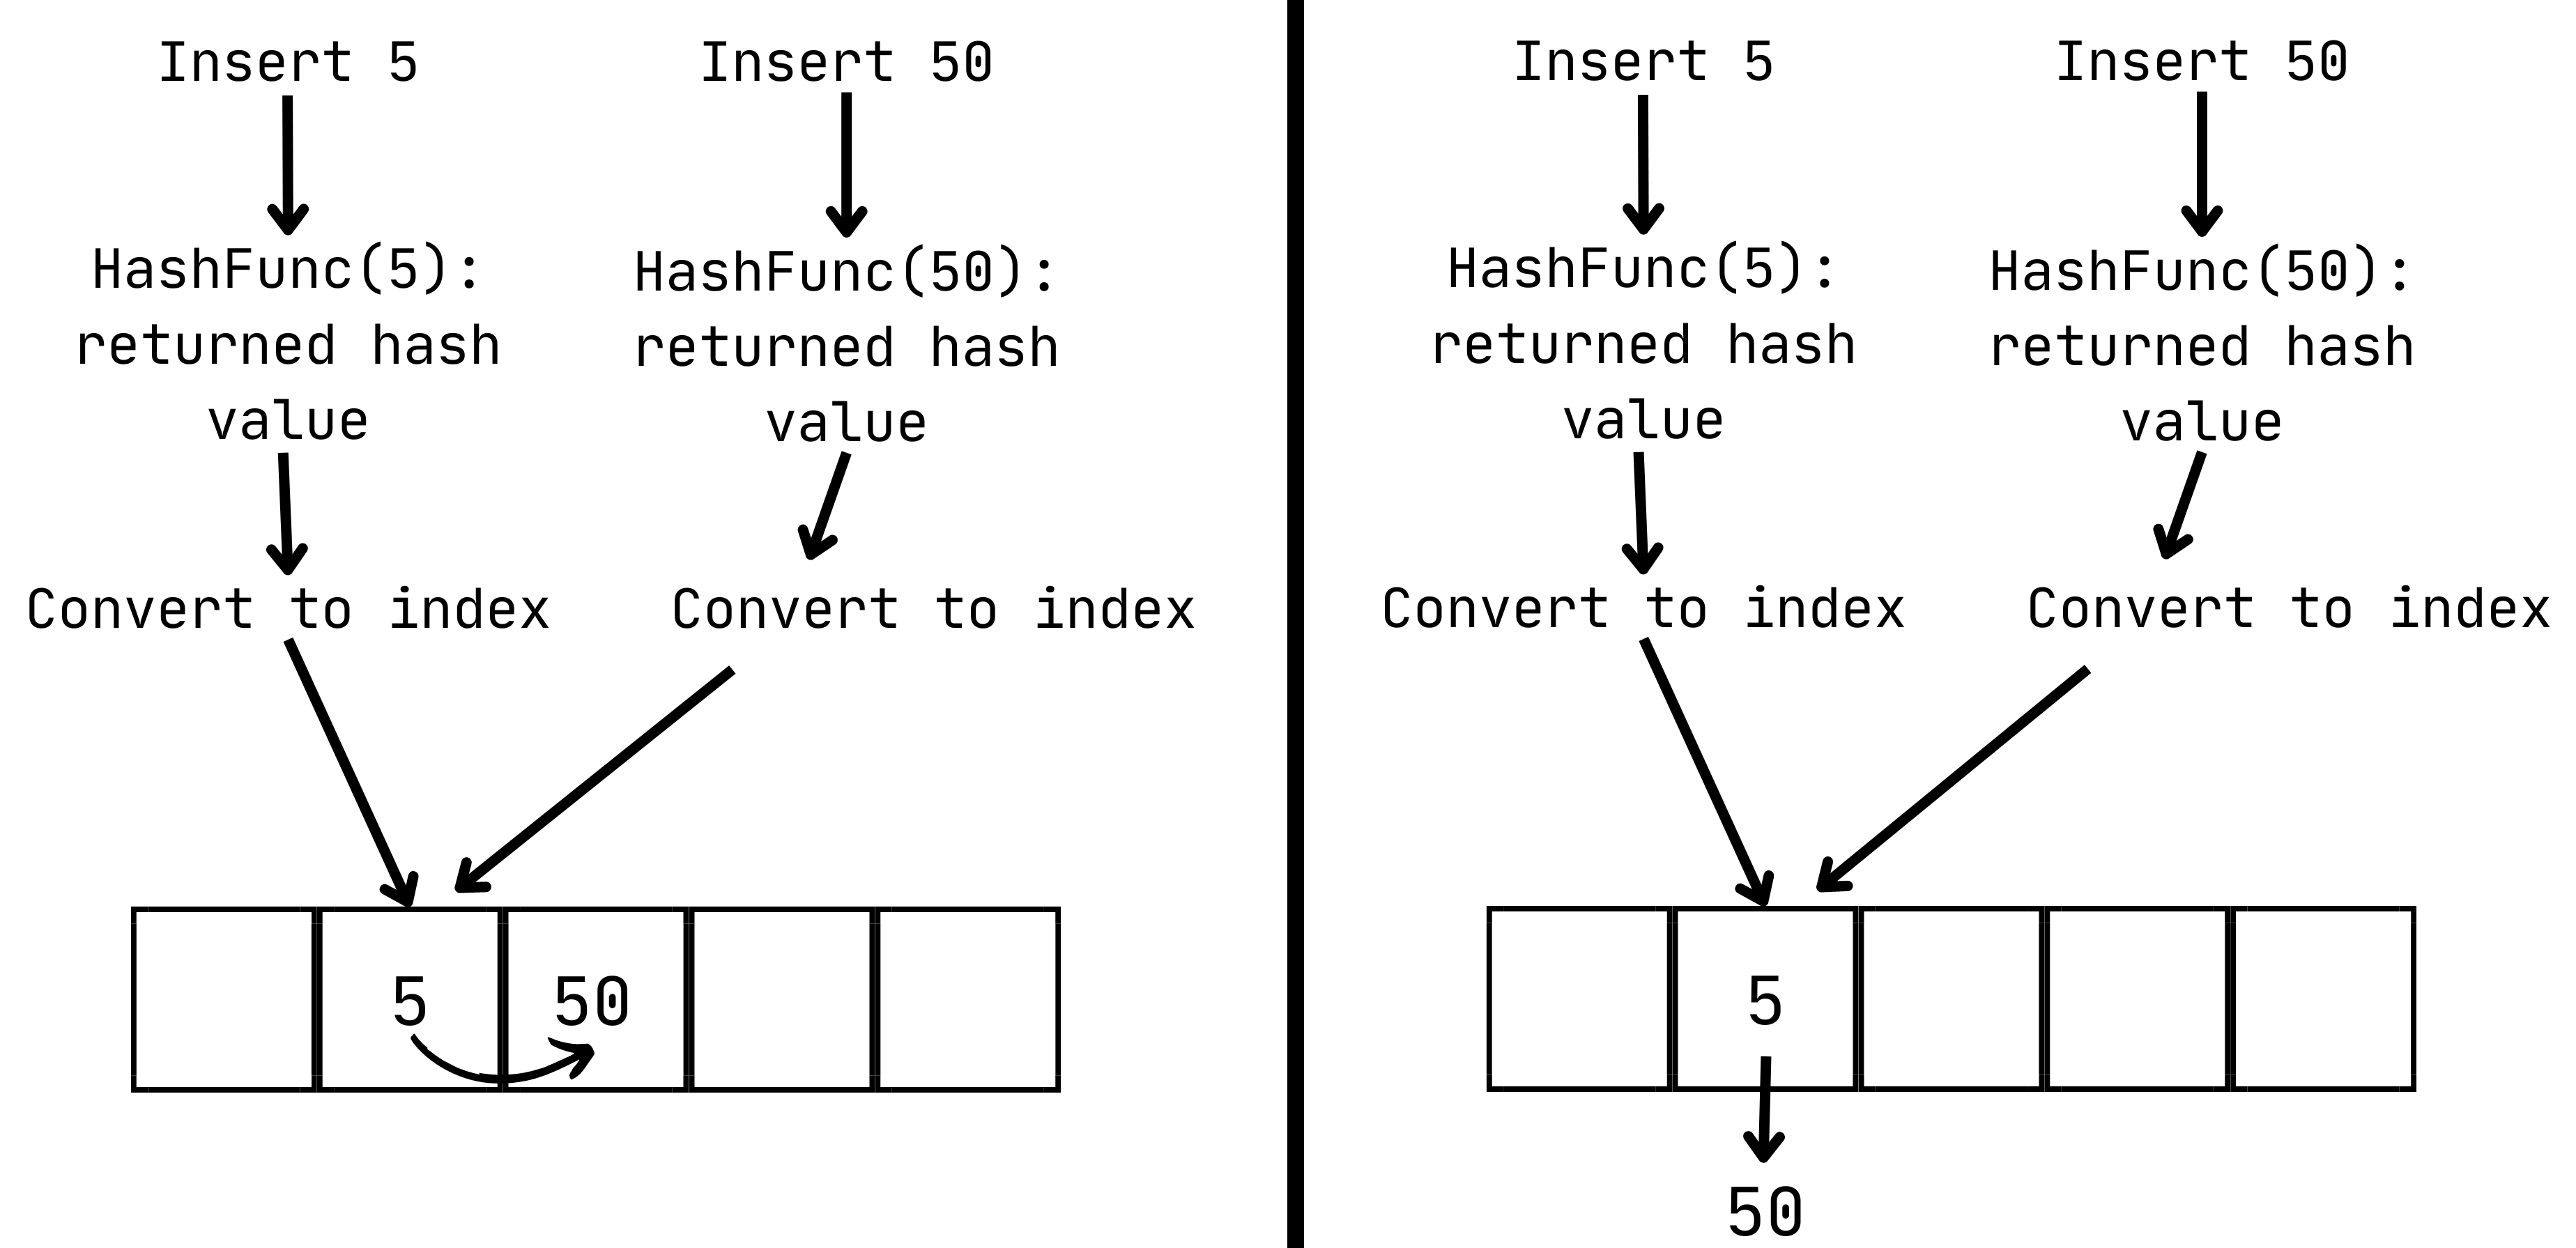 Insert 5
HashFunc(5):
returned hash
value
Convert to index
Insert 50
HashFunc(50):
returned hash
value
Convert to index
5
50
Insert 5
HashFunc(5):
returned hash
value
Convert to index
Insert 50
HashFunc(50):
returned hash
value
Convert to index
5
50